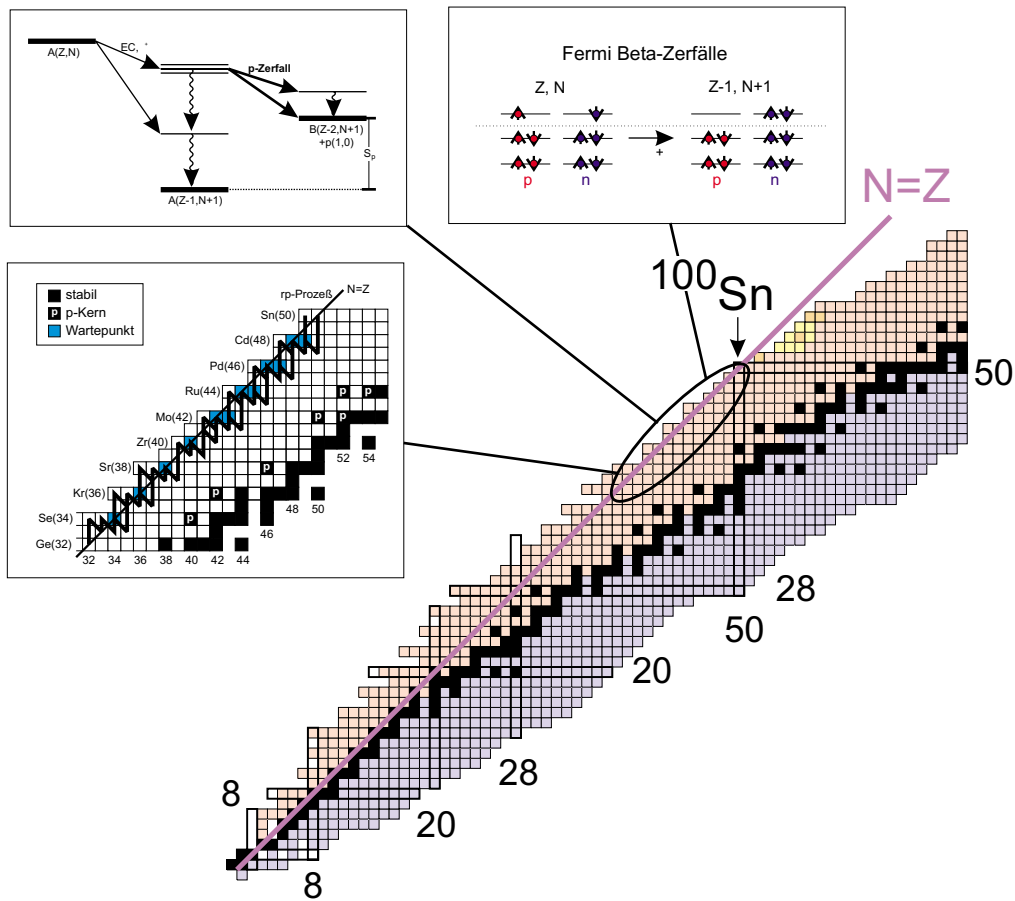 A(Z,N)
EC,
p-Zerfall
B(Z-2,N+1)
+p(1,0)
Sp
A(Z-1,N+1)
Fermi Beta-Zerfälle
Z, N
Z-1, N+1
+
p
n
p
n
N=Z
100Sn
stabil
p-Kern
Wartepunkt
P
rp-Prozeß
N=Z
Sn(50)
Cd(48)
Pd(46)
Ru(44)
Mo(42)
Zr(40)
Sr(38)
Kr(36)
Se(34)
Ge(32)
P
P
P
P
P
P
P
32
34
36
38
40
42
44
46
48
50
52
54
50
28
50
20
28
20
8
8